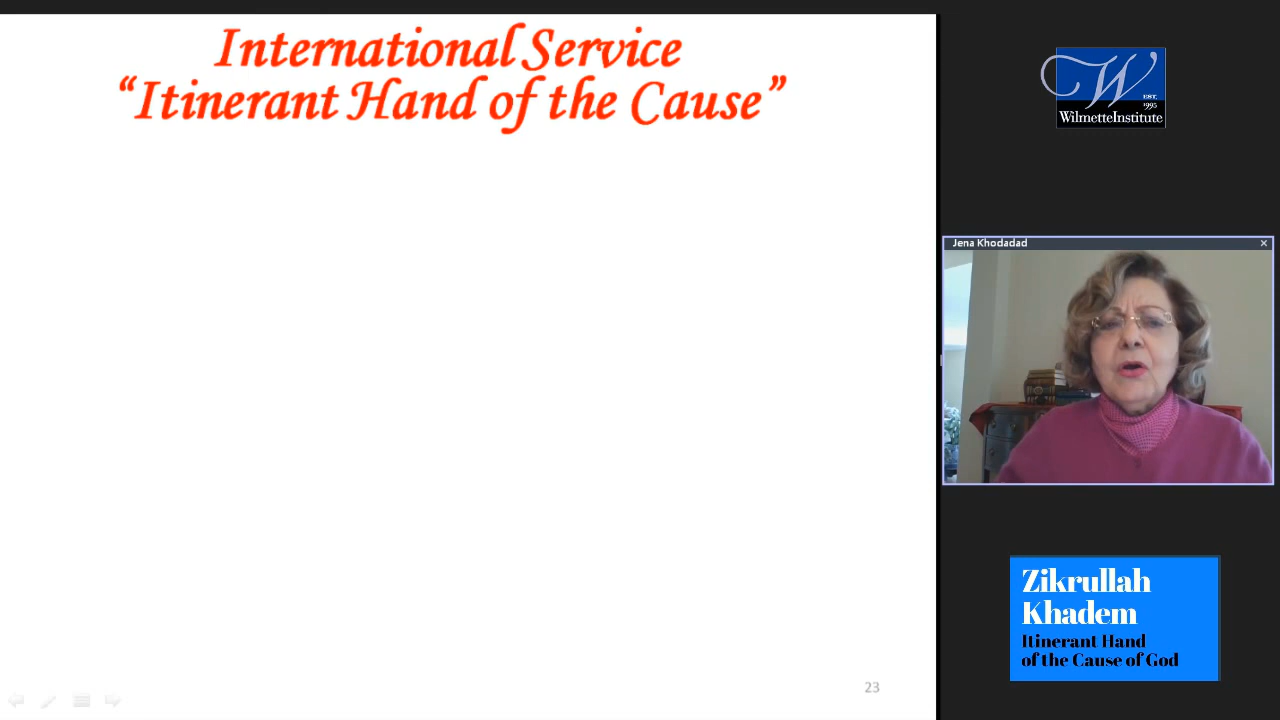 International Service
“Itinerant Hand of the Cause”
23
W
EST.
1995
WilmetteInstitute
Jena Khodadad
Zikrullah
Khadem
Itinerant Hand
of the Cause of God